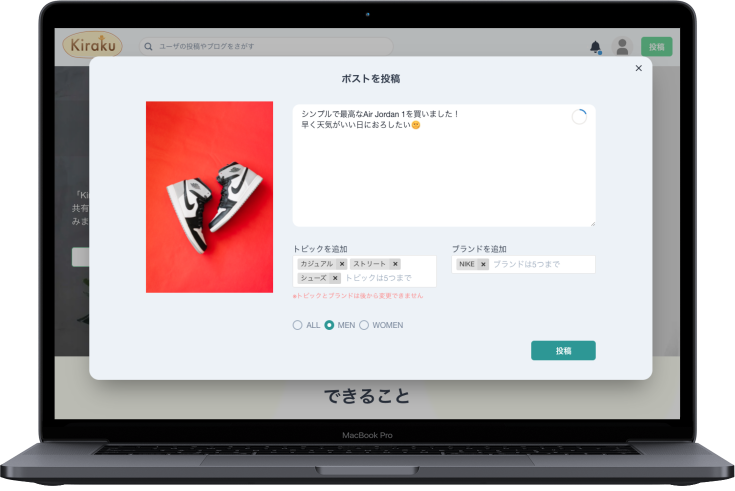 Kiraku
ユーザの投稿やブログをさがす
投稿
ポストを投稿
シンプルで最高なAir Jordan 1を買いました！
早く天気がいい日におろしたい
トピックを追加
カジュアル ×
ストリート ×
シューズ ×
トピックは5つまで
※トピックとブランドは後から変更できません
ブランドを追加
NIKE ×
ブランドは5つまで
ALL
MEN
WOMEN
投稿
「Ki
共有
みま
できること
MacBook Pro